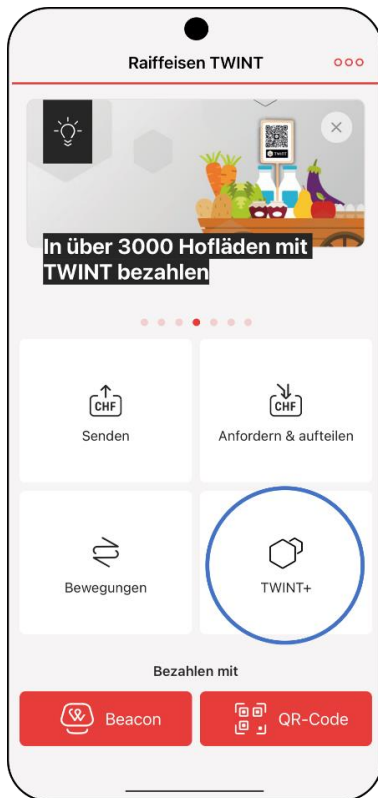 Raiffeisen TWINT
TWINT
In über 3000 Hofläden mit
TWINT bezahlen
CHF
Senden
CHF
Anfordern & aufteilen
Bewegungen
TWINT+
Bezahlen mit
Beacon
QR-Code